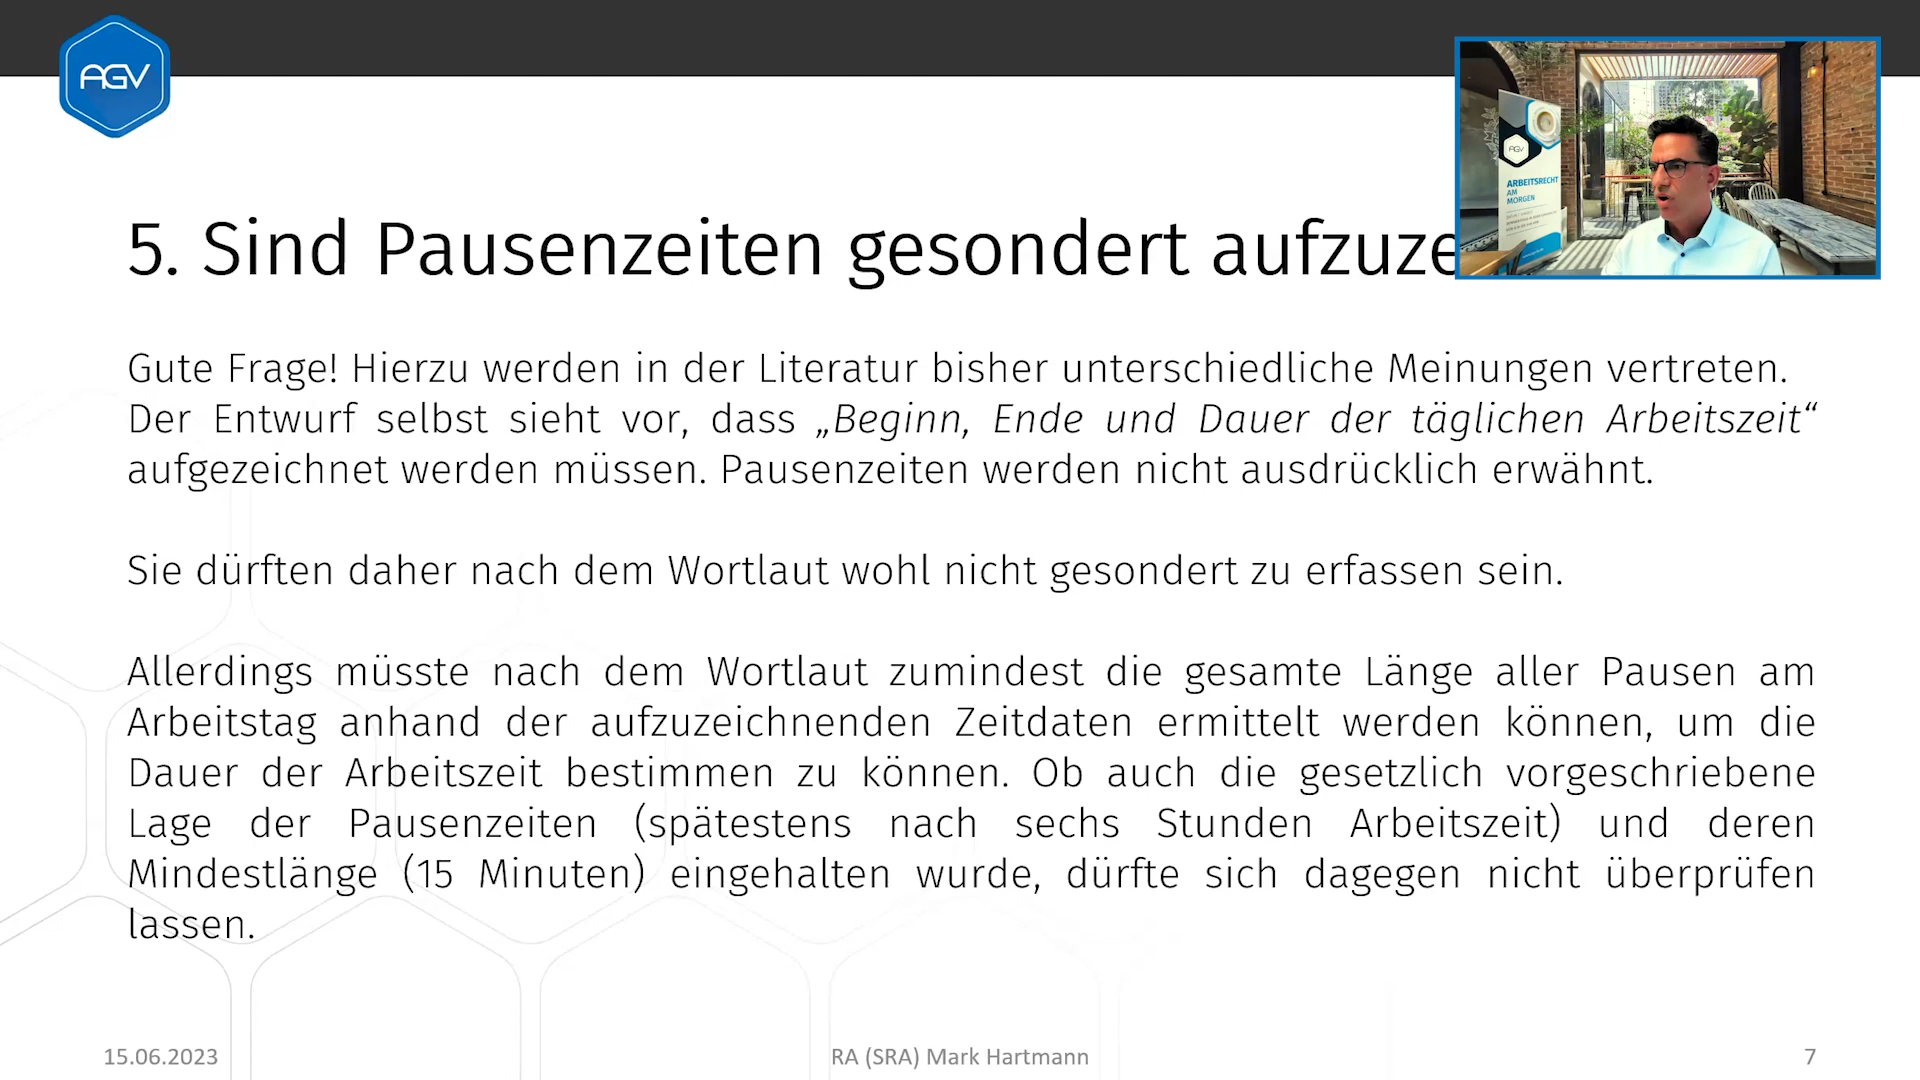 AGV
AGV
ARBEITSRECHT
AM
MORGEN
5. Sind Pausenzeiten gesondert aufzuze
Gute Frage! Hierzu werden in der Literatur bisher unterschiedliche Meinungen vertreten.
Der Entwurf selbst sieht vor, dass „Beginn, Ende und Dauer der täglichen Arbeitszeit“
aufgezeichnet werden müssen. Pausenzeiten werden nicht ausdrücklich erwähnt.
Sie dürften daher nach dem Wortlaut wohl nicht gesondert zu erfassen sein.
Allerdings müsste nach dem Wortlaut zumindest die gesamte Länge aller Pausen am
Arbeitstag anhand der aufzuzeichnenden Zeitdaten ermittelt werden können, um die
Dauer der Arbeitszeit bestimmen zu können. Ob auch die gesetzlich vorgeschriebene
Lage der Pausenzeiten (spätestens nach sechs Stunden Arbeitszeit) und deren
Mindestlänge (15 Minuten) eingehalten wurde, dürfte sich dagegen nicht überprüfen
lassen.
15.06.2023
RA (SRA) Mark Hartmann
7